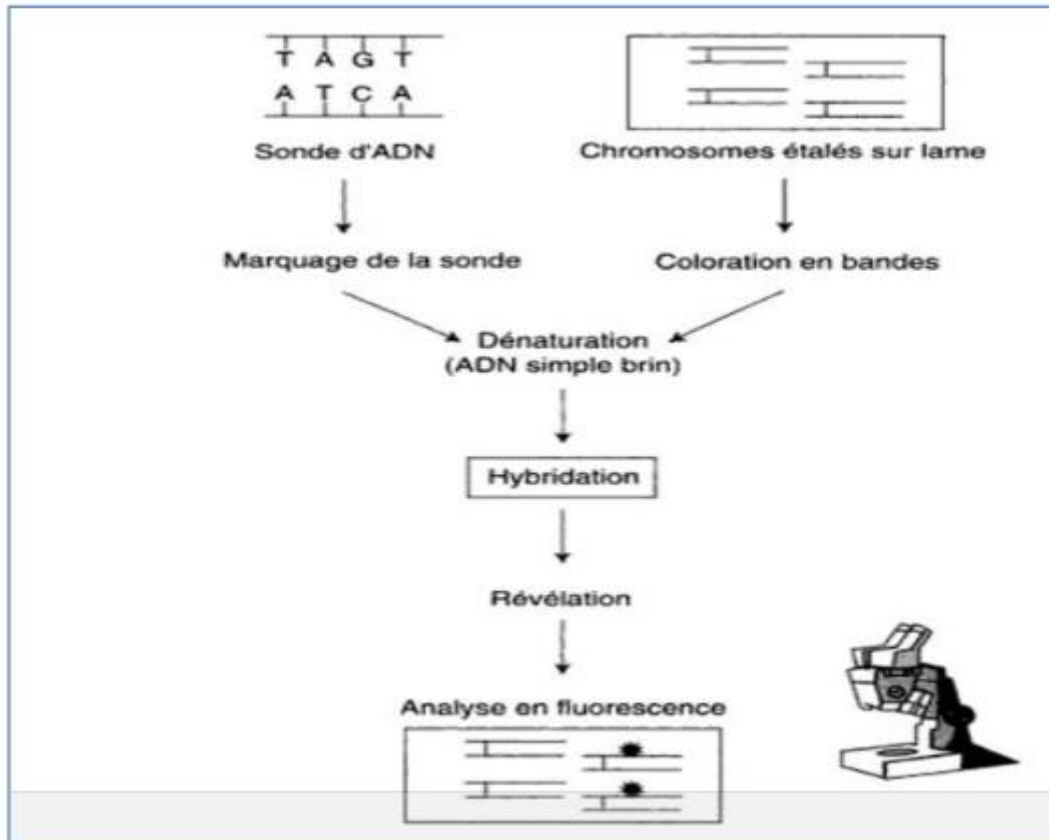 T A G T
A T C A
Sonde d'ADN
Chromosomes étalés sur lame
Marquage de la sonde
Coloration en bandes
Dénaturation
(ADN simple brin)
Hybridation
Révélation
Analyse en fluorescence